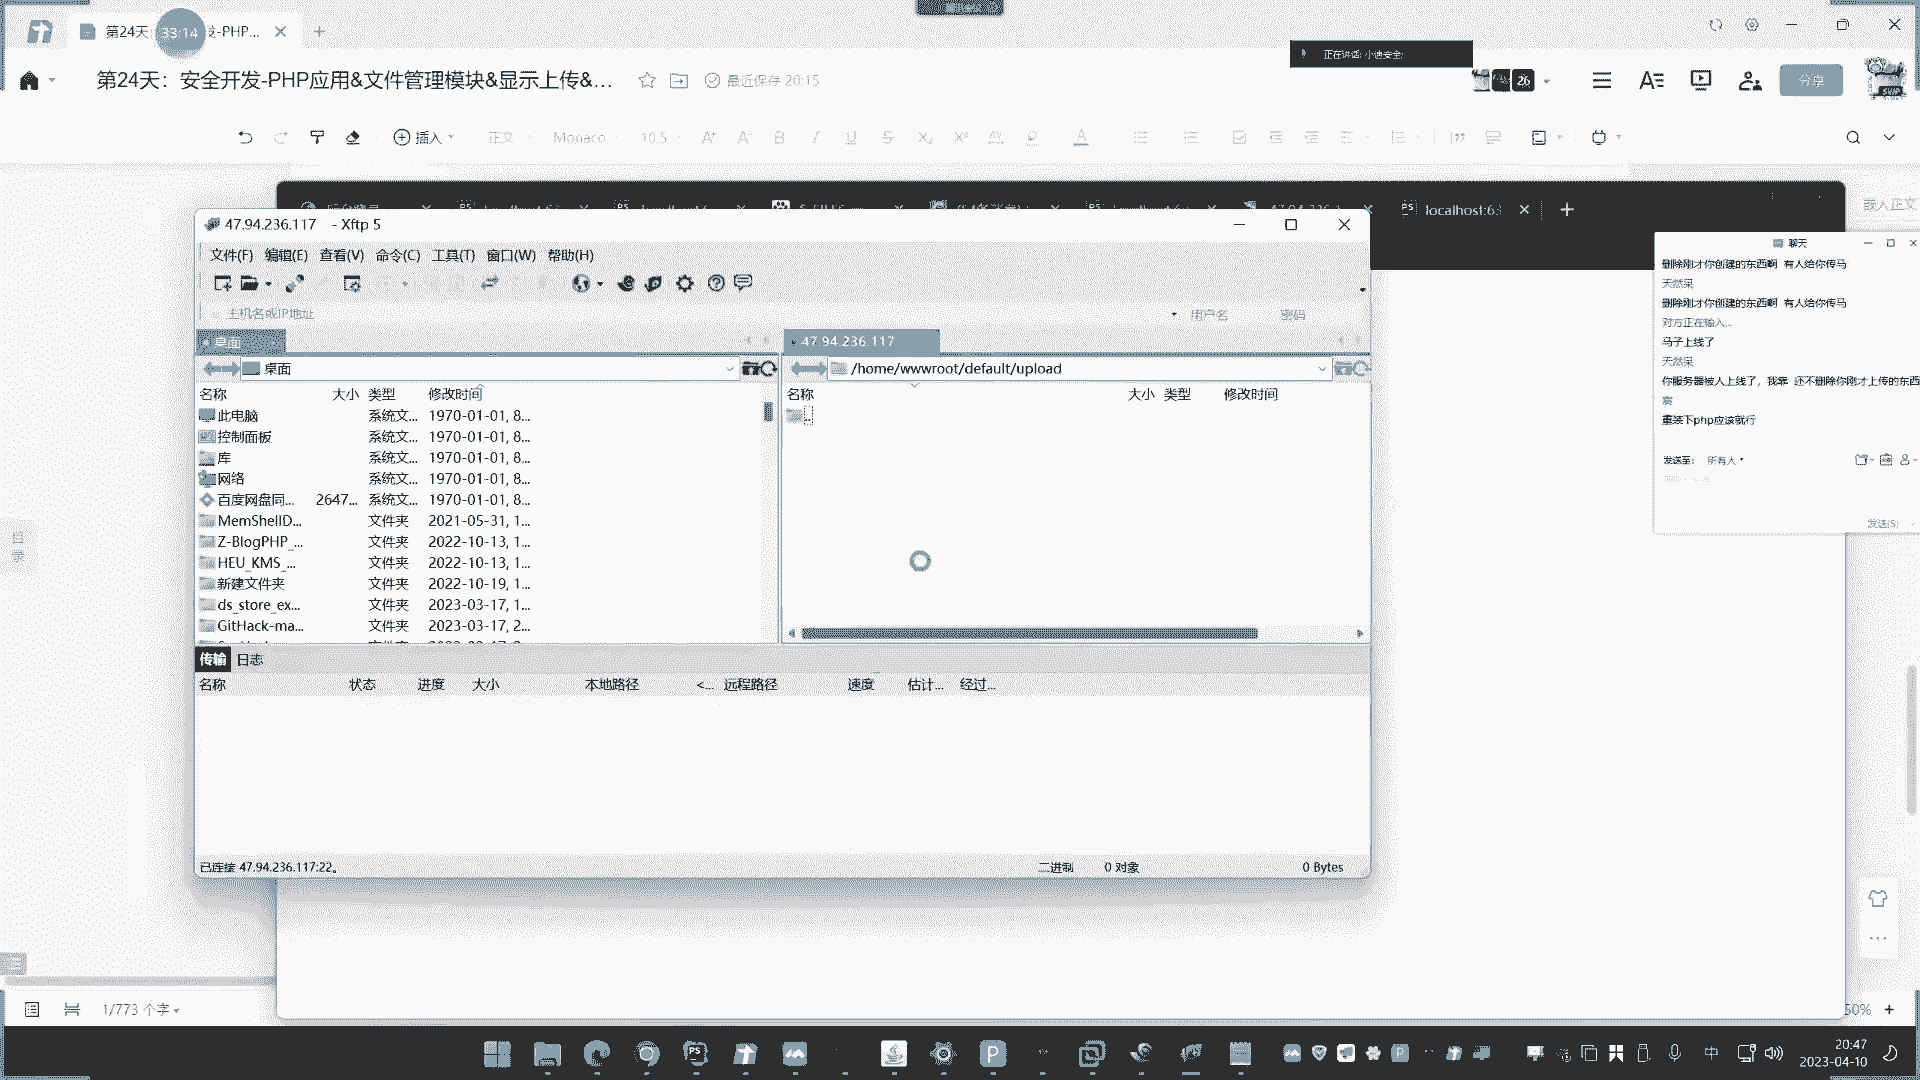 第24天:
33:14
发-PHP...
第24天：安全开发-PHP应用&文件管理模块&显示上传&...
最近保存 20:15
正在讲话: 小迪安全;
26
分享
插入
正文
Monaco
10.5
localhost:63
嵌入正文
47.94.236.117 - Xftp 5
文件(F) 编辑(E) 查看(V) 命令(C) 工具(T) 窗口(W) 帮助(H)
主机名或IP地址
用户名
密码
桌面
47.94.236.117
桌面
/home/wwwroot/default/upload
名称 大小 类型 修改时间
名称 大小 类型 修改时间
此电脑 系统文... 1970-01-01, 8...
控制面板 系统文... 1970-01-01, 8...
库 系统文... 1970-01-01, 8...
网络 系统文... 1970-01-01, 8...
百度网盘同... 2647... 系统文... 1970-01-01, 8...
MemShellD... 文件夹 2021-05-31, 1...
Z-BlogPHP_... 文件夹 2022-10-13, 1...
HEU_KMS_... 文件夹 2022-10-13, 1...
新建文件夹 文件夹 2022-10-19, 1...
ds_store_ex... 文件夹 2023-03-17, 1...
GitHack-ma... 文件夹 2023-03-17, 2...
传输 日志
名称 状态 进度 大小 本地路径 <... 远程路径 速度 估计... 经过...
已连接 47.94.236.117:22。
二进制
0 对象
0 Bytes
聊天
删除刚才你创建的东西啊 有人给你传马
天然呆
删除刚才你创建的东西啊 有人给你传马
对方正在输入...
马子上线了
天然呆
你服务器被人上线了，我靠 还不删除你刚才上传的东西
震
重装下php应该就行
发送至: 所有人
发送(S)
目录
1/773 个字
50%
中
20:47
2023-04-10